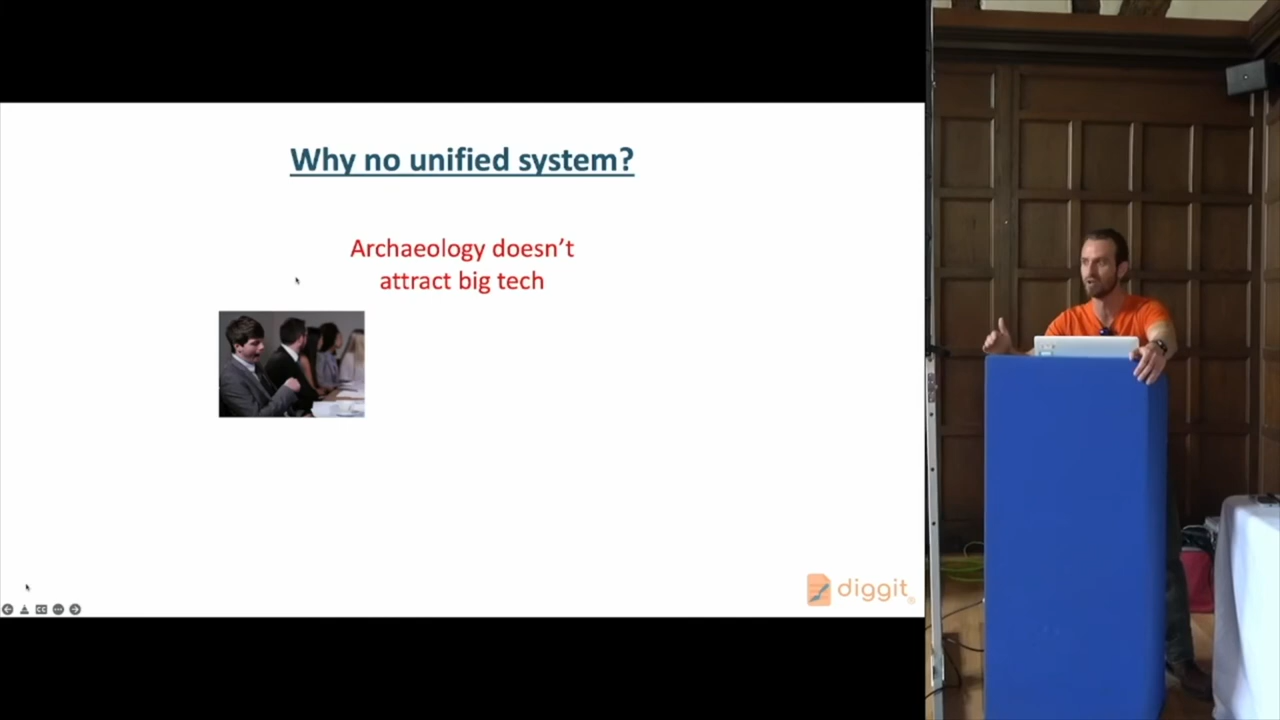 Why no unified system?
Archaeology doesn't
attract big tech
diggit®